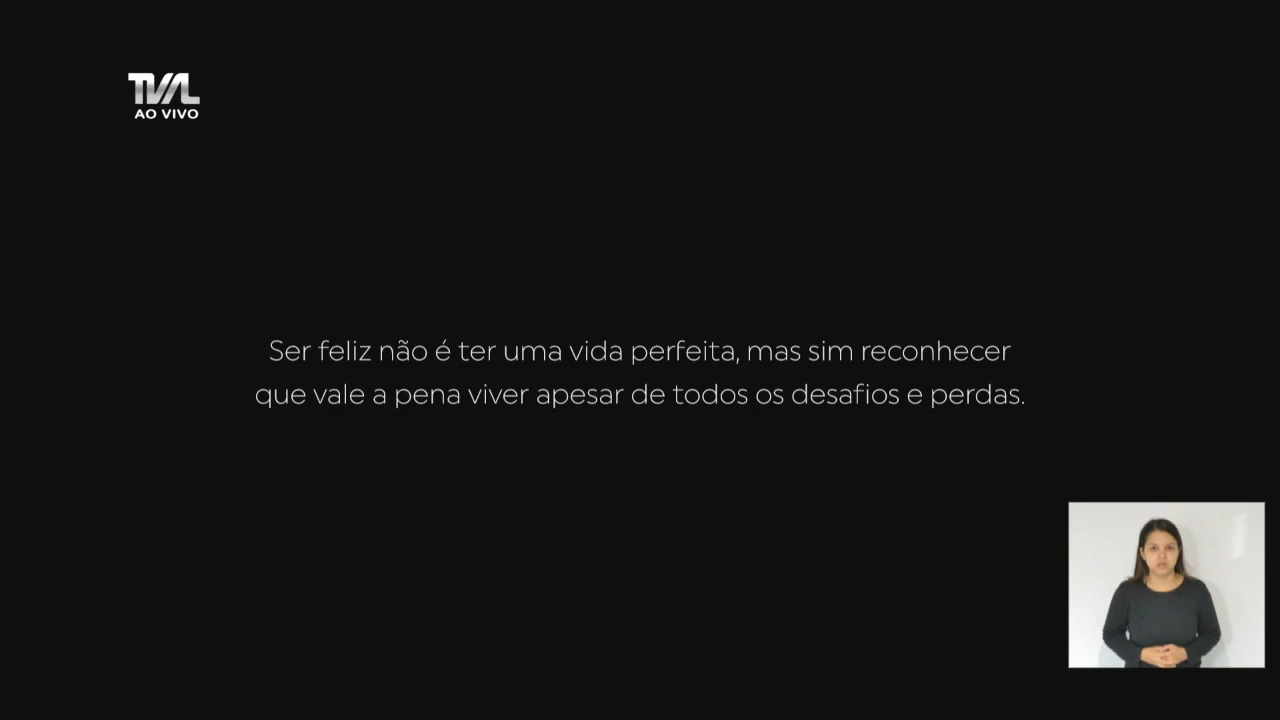 TVAL
AO VIVO
Ser feliz não é ter uma vida perfeita, mas sim reconhecer
que vale a pena viver apesar de todos os desafios e perdas.